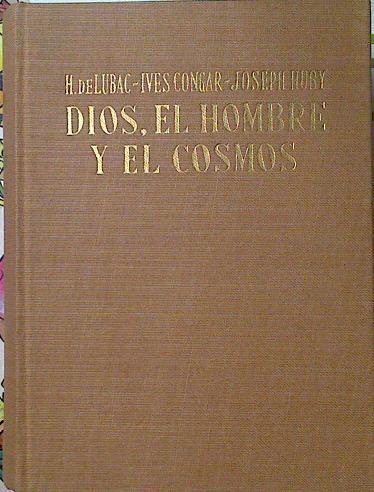 H. DE LUBAC-IVES CONGAR-JOSEPH HUBY
DIOS, EL HOMBRE
Y EL COSMOS